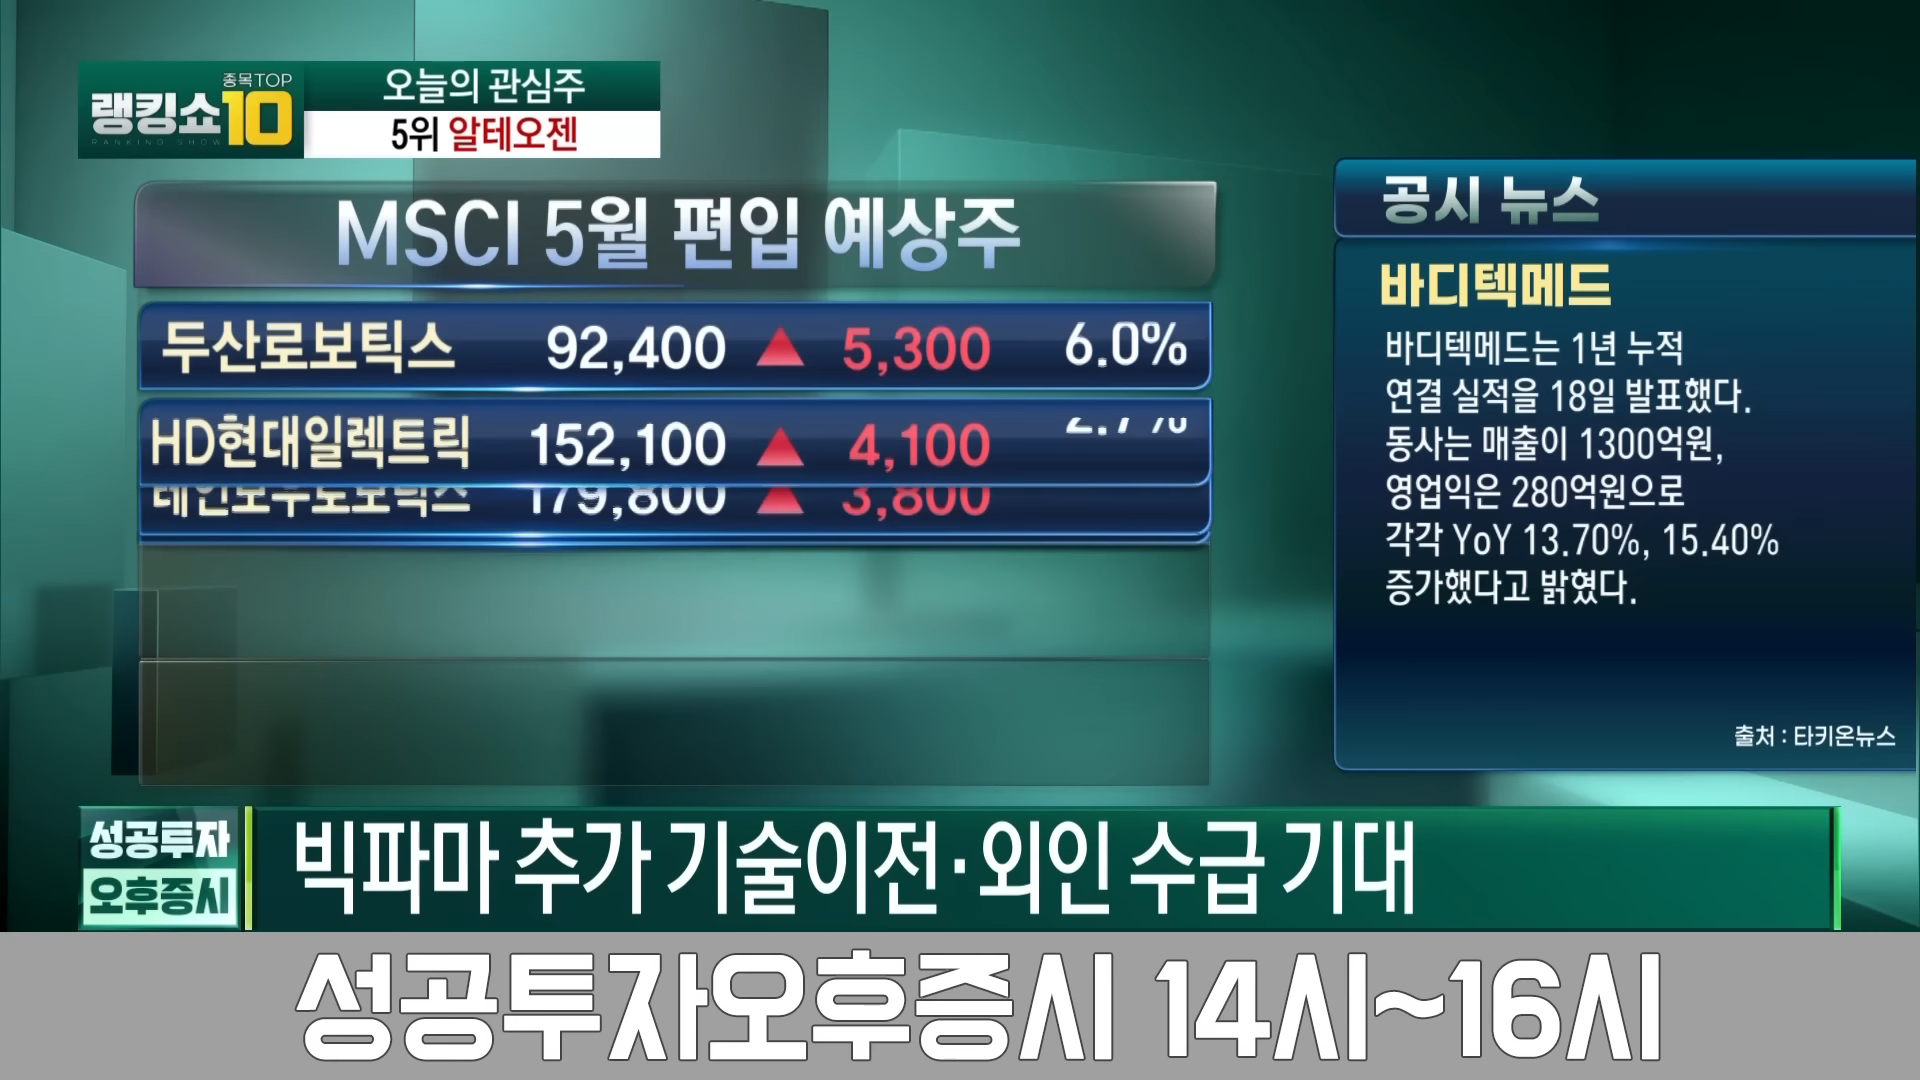 종목TOP
랭킹쇼10
RANKING SHOW
오늘의 관심주
5위 알테오젠
MSCI 5월 편입 예상주
두산로보틱스 92,400 ▲ 5,300 6.0%
HD현대일렉트릭 152,100 ▲ 4,100
179,800 ▲ 3,800
공시 뉴스
바디텍메드
바디텍메드는 1년 누적
연결 실적을 18일 발표했다.
동사는 매출이 1300억원,
영업익은 280억원으로
각각 YoY 13.70%, 15.40%
증가했다고 밝혔다.
출처 : 타키온뉴스
성공투자
오후증시
빅파마 추가 기술이전·외인 수급 기대
성공투자오후증시 14시~16시